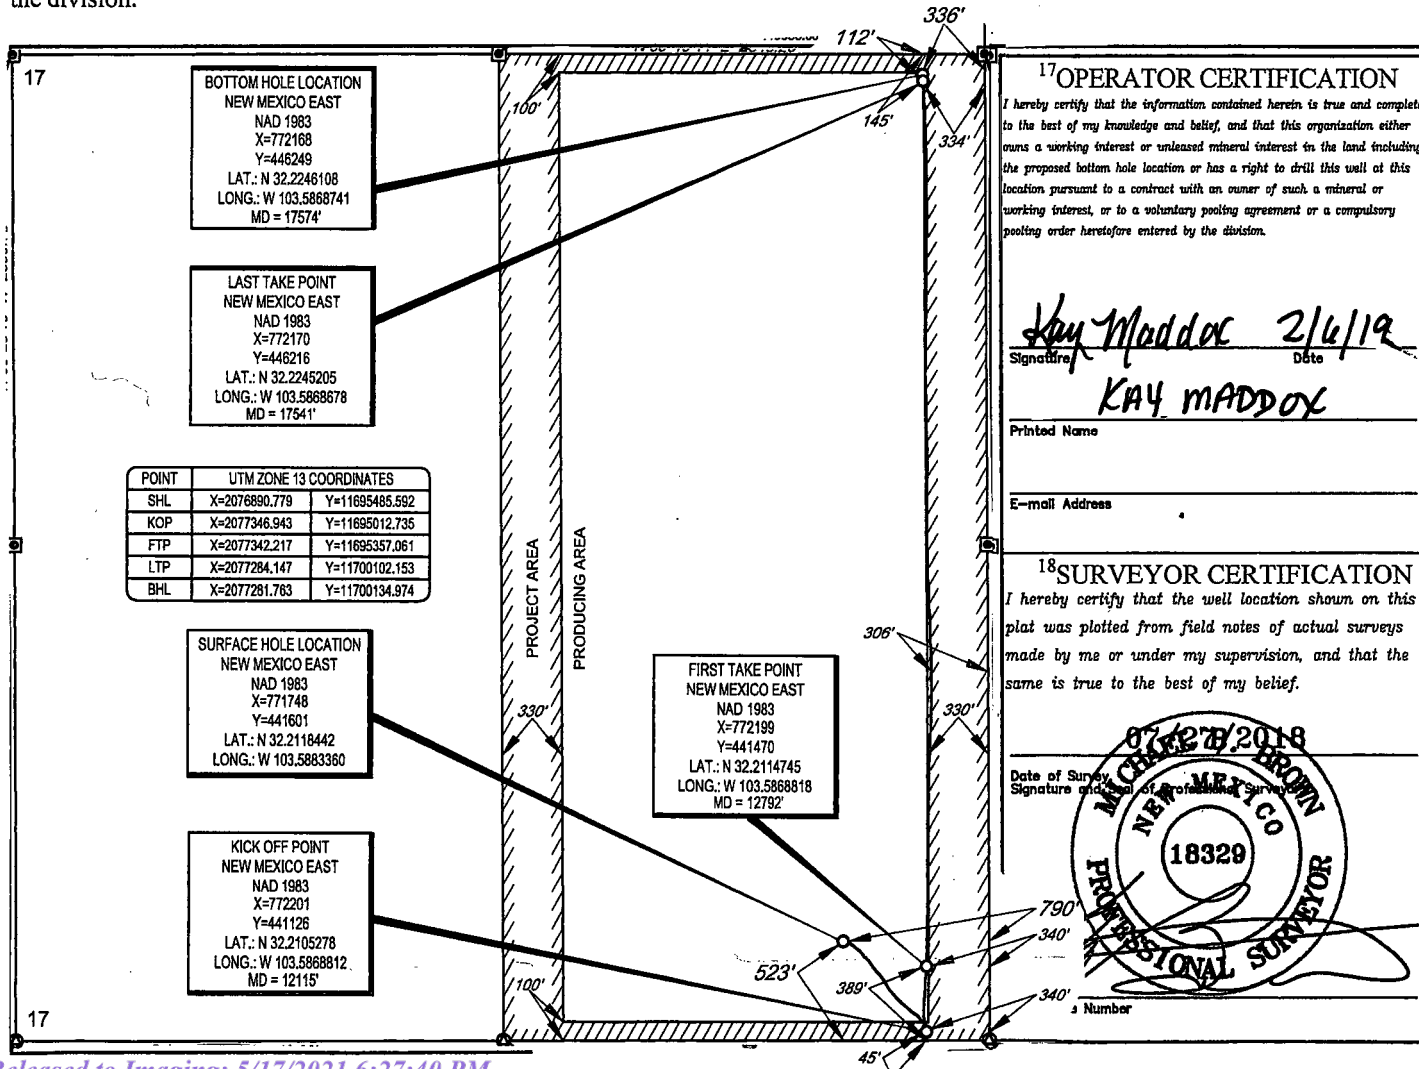 the division.
17
BOTTOM HOLE LOCATION
NEW MEXICO EAST
NAD 1983
X=772168
Y=446249
LAT.: N 32.2246108
LONG.: W 103.5868741
MD = 17574'
LAST TAKE POINT
NEW MEXICO EAST
NAD 1983
X=772170
Y=446216
LAT.: N 32.2245205
LONG.: W 103.5868678
MD = 17541'
POINT UTM ZONE 13 COORDINATES
SHL X=2076890.779 Y=11695485.592
KOP X=2077346.943 Y=11695012.735
FTP X=2077342.217 Y=11695357.061
LTP X=2077284.147 Y=11700102.153
BHL X=2077281.763 Y=11700134.974
SURFACE HOLE LOCATION
NEW MEXICO EAST
NAD 1983
X=771748
Y=441601
LAT.: N 32.2118442
LONG.: W 103.5883360
KICK OFF POINT
NEW MEXICO EAST
NAD 1983
X=772201
Y=441126
LAT.: N 32.2105278
LONG.: W 103.5868812
MD = 12115'
17
336'
112'
100'
145'
334'
PROJECT AREA
PRODUCING AREA
306'
330'
330'
FIRST TAKE POINT
NEW MEXICO EAST
NAD 1983
X=772199
Y=441470
LAT.: N 32.2114745
LONG.: W 103.5868818
MD = 12792'
790'
340'
523'
389'
100'
340'
45'
17OPERATOR CERTIFICATION
I hereby certify that the information contained herein is true and complete
to the best of my knowledge and belief, and that this organization either
owns a working interest or unleased mineral interest in the land including
the proposed bottom hole location or has a right to drill this well at this
location pursuant to a contract with an owner of such a mineral or
working interest, or to a voluntary pooling agreement or a compulsory
pooling order heretofore entered by the division.
Kay Maddox 2/6/19
Signature Date
KAY MADDOX
Printed Name
E-mail Address
18SURVEYOR CERTIFICATION
I hereby certify that the well location shown on this
plat was plotted from field notes of actual surveys
made by me or under my supervision, and that the
same is true to the best of my belief.
07/27/2018
Date of Survey
Signature and Seal of Professional Surveyor
MICHAEL B. BROWN
NEW MEXICO
18329
PROFESSIONAL SURVEYOR
Number
Released to Imaging: 5/17/2021 6:27:40 PM